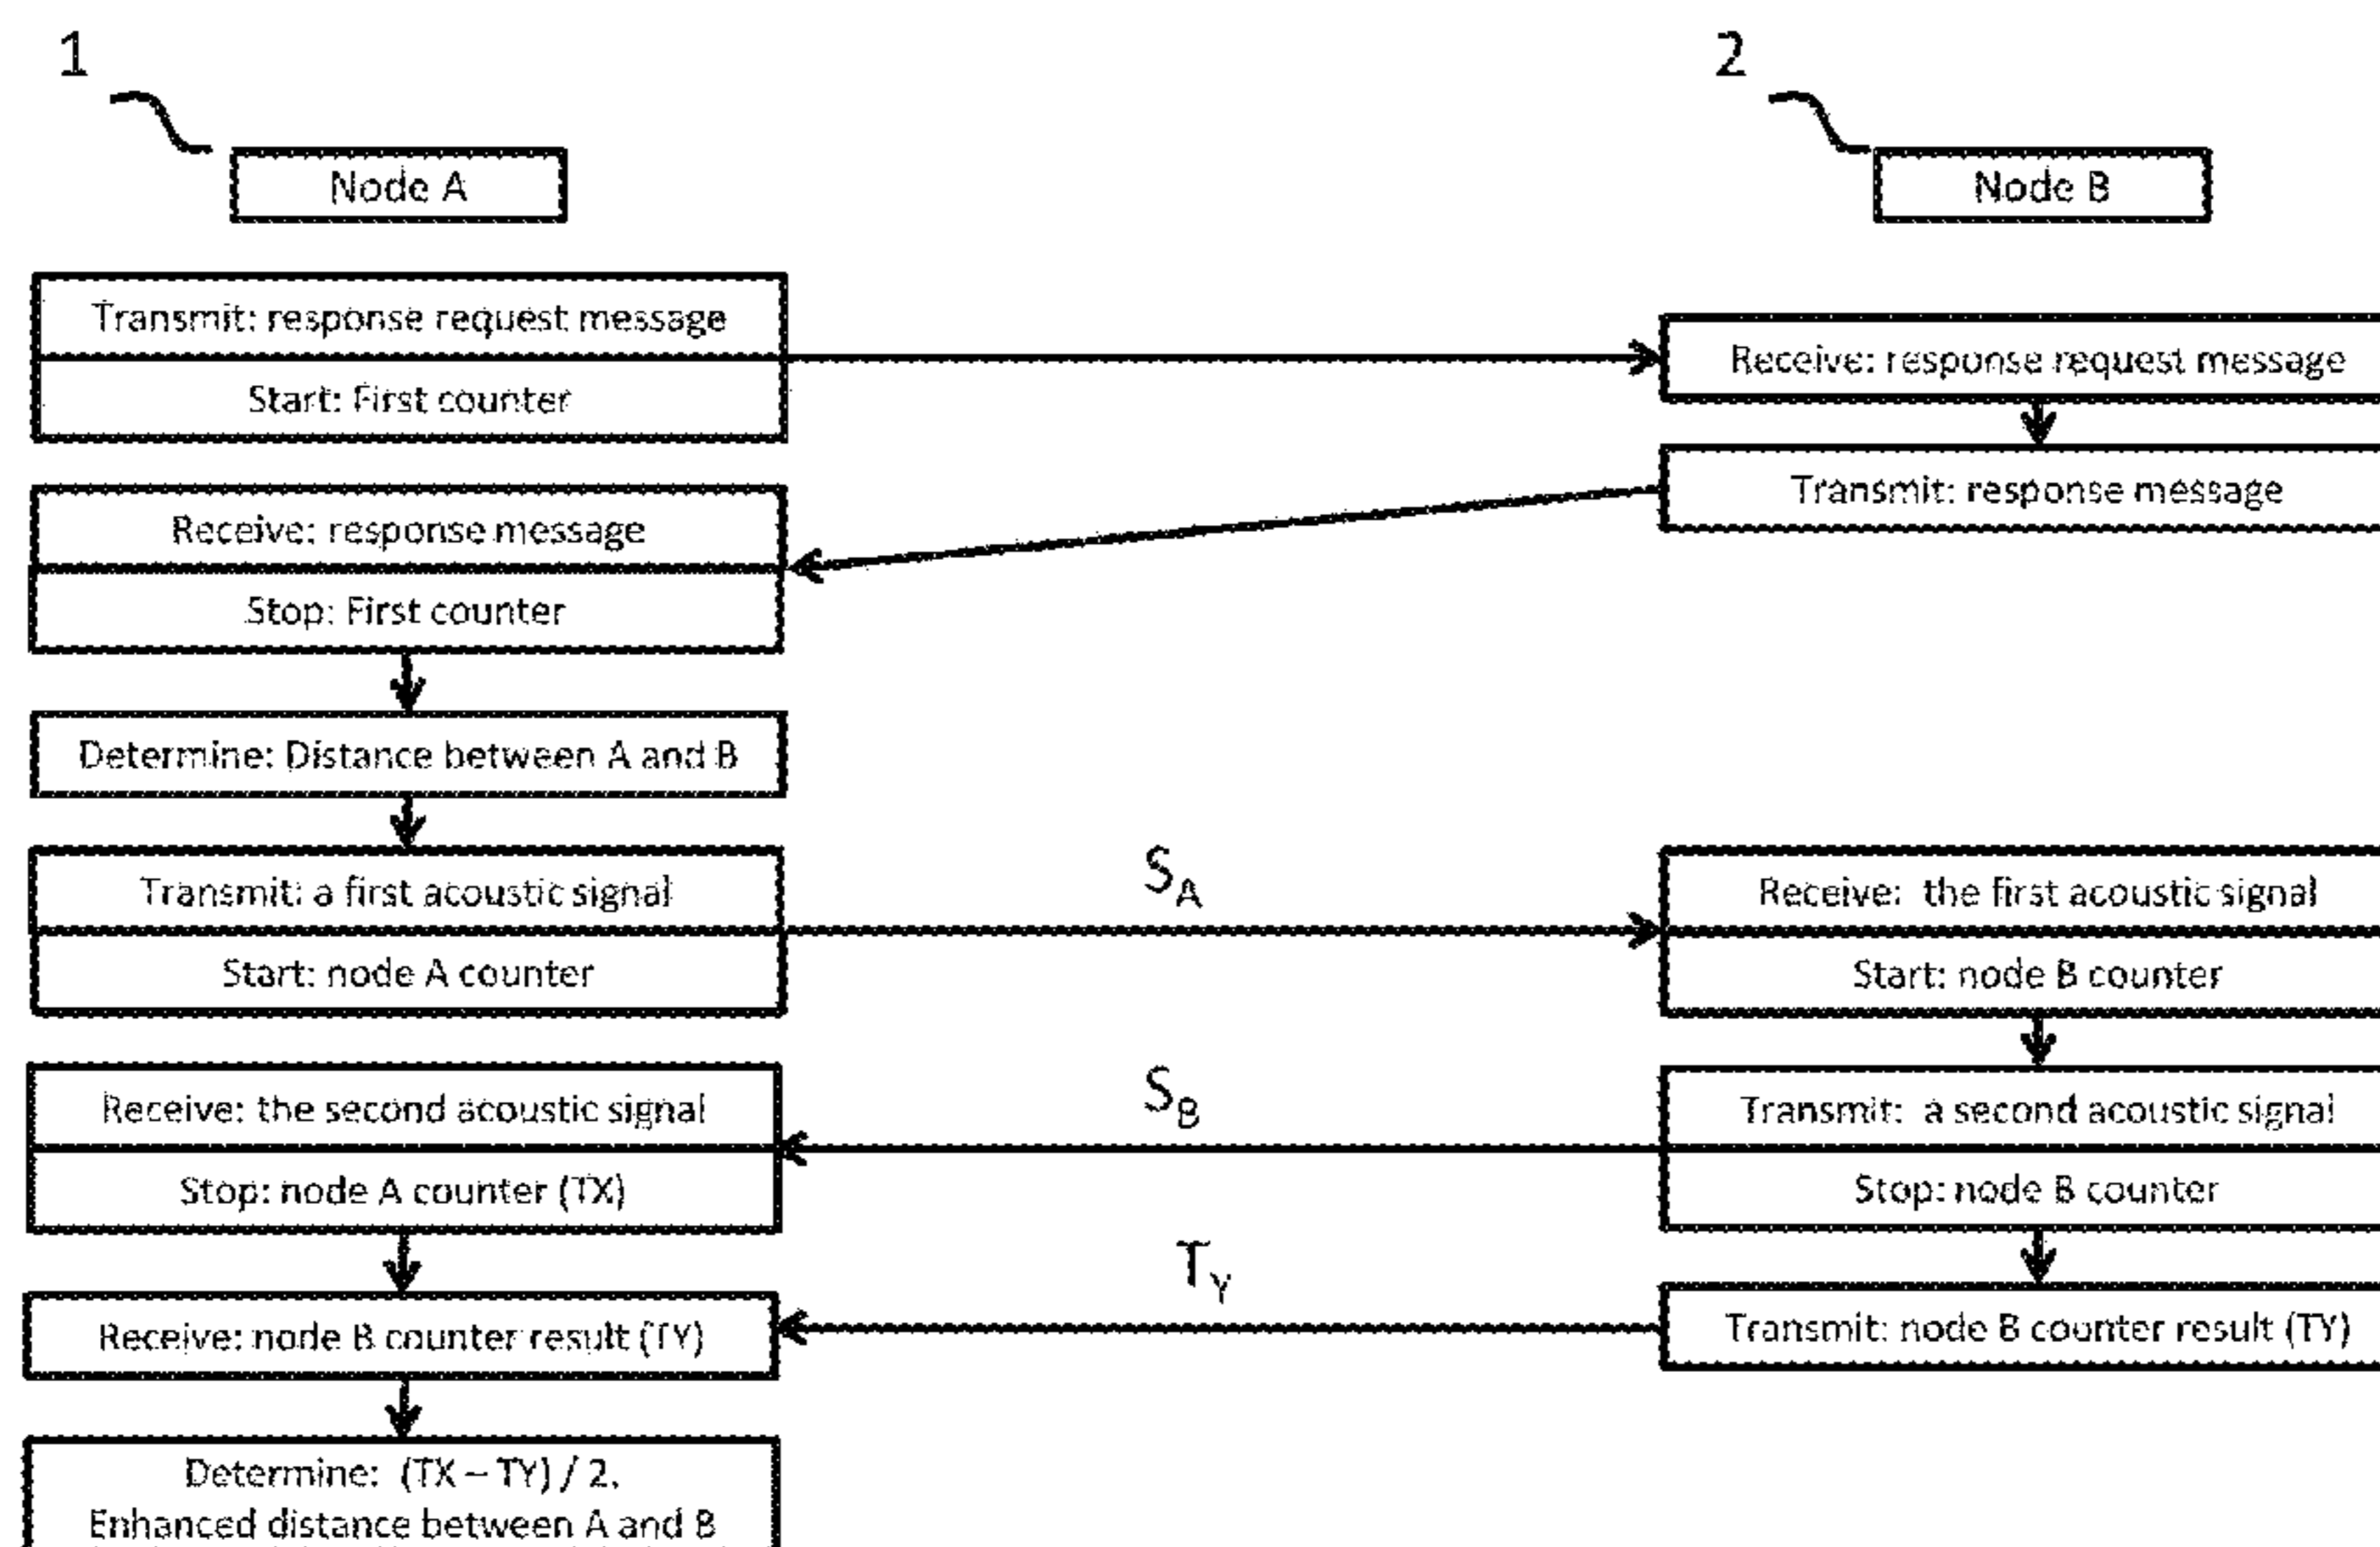 1
2
Node A
Node B
Transmit: response request message
Start: First counter
Receive: response request message
Transmit: response message
Receive: response message
Stop: First counter
Determine: Distance between A and B
Transmit: a first acoustic signal
Start: node A counter
S_A
Receive: the first acoustic signal
Start: node B counter
Receive: the second acoustic signal
Stop: node A counter (TX)
S_B
Transmit: a second acoustic signal
Stop: node B counter
T_Y
Receive: node B counter result (TY)
Transmit: node B counter result (TY)
Determine: (TX – TY) / 2,
Enhanced distance between A and B